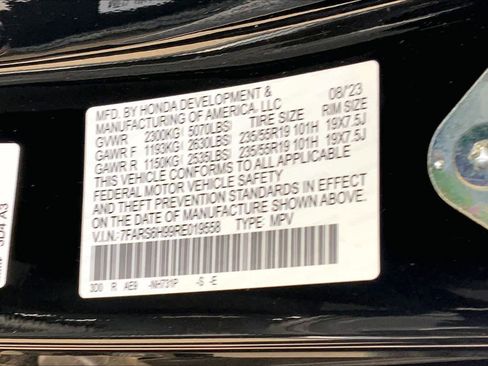 MFD. BY HONDA DEVELOPMENT & 08/23
MANUFACTURING OF AMERICA, LLC
GVWR 2300KG( 5070LBS) TIRE SIZE RIM SIZE
GAWR F 1193KG( 2630LBS) 235/55R19 101H 19X7.5J
GAWR R 1150KG( 2535LBS) 235/55R19 101H 19X7.5J
THIS VEHICLE CONFORMS TO ALL APPLICABLE
FEDERAL MOTOR VEHICLE SAFETY
AND THEFT PREVENTION STANDARDS IN EFFECT
ON THE DATE OF MANUFACTURE SHOWN ABOVE.
V.I.N.: 7FARS6H99RE019558 TYPE: MPV
3D0 R AE9 -NH731P -S -E